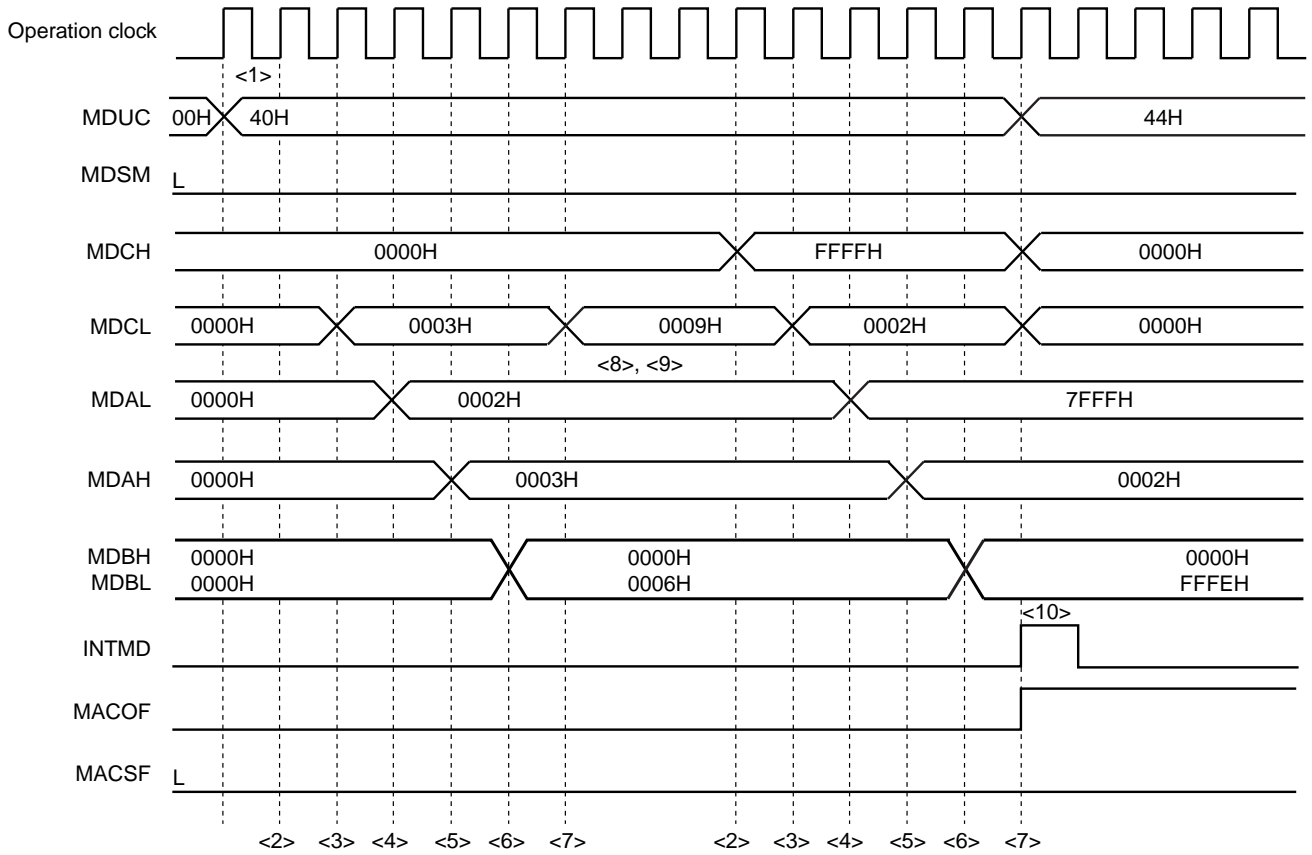 Operation clock
<1>
MDUC 00H 40H 44H
MDSM L
MDCH 0000H FFFFH 0000H
MDCL 0000H 0003H 0009H 0002H 0000H
<8>, <9>
MDAL 0000H 0002H 7FFFH
MDAH 0000H 0003H 0002H
MDBH 0000H 0000H 0000H
MDBL 0000H 0006H FFFEH
<10>
INTMD
MACOF
MACSF L
<2> <3> <4> <5> <6> <7> <2> <3> <4> <5> <6> <7>